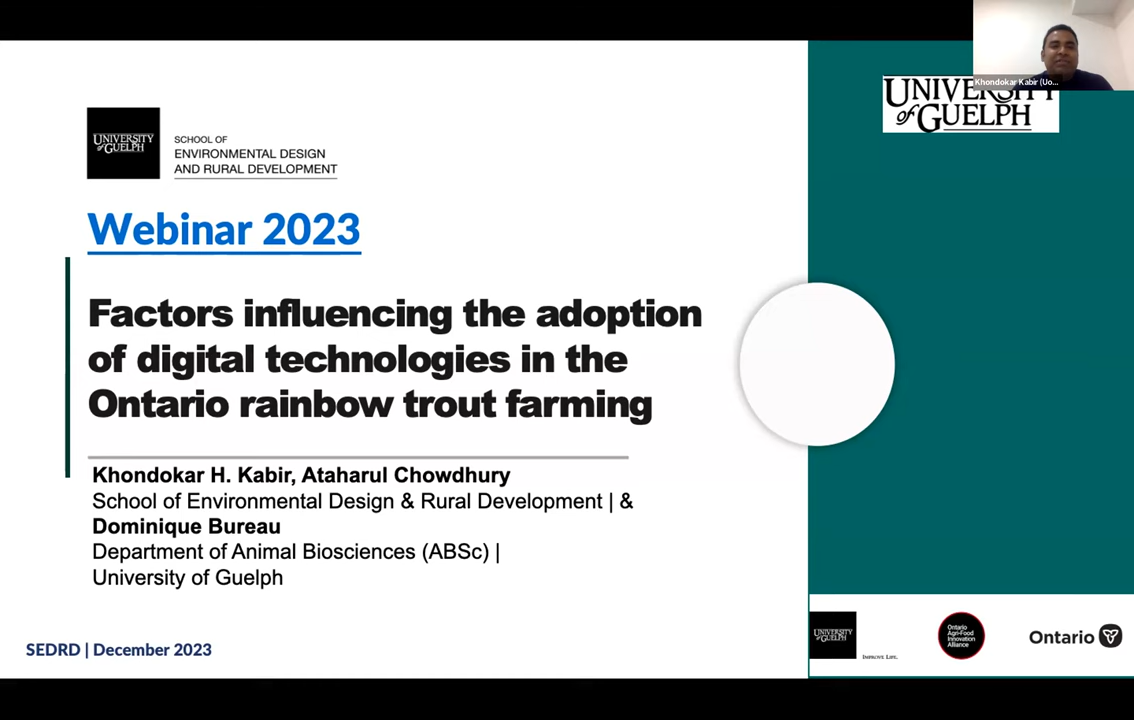 Khondokar Kabir (Uo...
UNIVERSITY
of GUELPH
UNIVERSITY
of GUELPH
SCHOOL OF
ENVIRONMENTAL DESIGN
AND RURAL DEVELOPMENT
Webinar 2023
Factors influencing the adoption
of digital technologies in the
Ontario rainbow trout farming
Khondokar H. Kabir, Ataharul Chowdhury
School of Environmental Design & Rural Development | &
Dominique Bureau
Department of Animal Biosciences (ABSc) |
University of Guelph
SEDRD | December 2023
UNIVERSITY
of GUELPH
IMPROVE LIFE.
Ontario
Agri-Food
Innovation
Alliance
Ontario